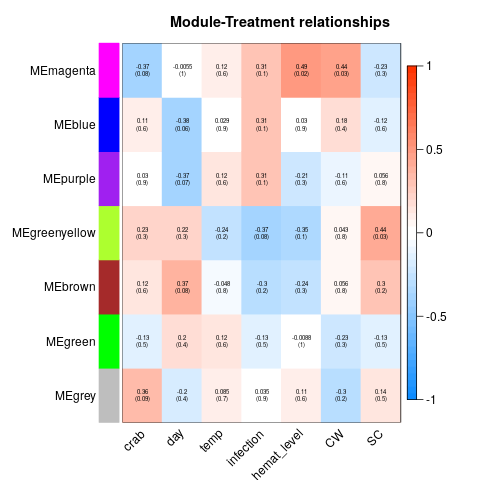 Module-Treatment relationships
MEmagenta
-0.37 -0.0055 0.12 0.31 0.49 0.44 -0.23
(0.08) (1) (0.6) (0.1) (0.02) (0.03) (0.3)
MEblue
0.11 -0.38 0.029 0.31 0.03 0.18 -0.12
(0.6) (0.06) (0.9) (0.1) (0.9) (0.4) (0.6)
MEpurple
0.03 -0.37 0.12 0.31 -0.21 -0.11 0.056
(0.9) (0.07) (0.6) (0.1) (0.3) (0.6) (0.8)
MEgreenyellow
0.23 0.22 -0.24 -0.37 -0.35 0.043 0.44
(0.3) (0.3) (0.2) (0.08) (0.1) (0.8) (0.03)
MEbrown
0.12 0.37 -0.048 -0.3 -0.24 0.056 0.3
(0.6) (0.08) (0.8) (0.2) (0.3) (0.8) (0.2)
MEgreen
-0.13 0.2 0.12 -0.13 -0.0088 -0.23 -0.13
(0.5) (0.4) (0.6) (0.5) (1) (0.3) (0.5)
MEgrey
0.36 -0.2 0.085 0.035 0.11 -0.3 0.14
(0.09) (0.4) (0.7) (0.9) (0.6) (0.2) (0.5)
crab day temp infection hemat_level CW SC
1
0.5
0
-0.5
-1